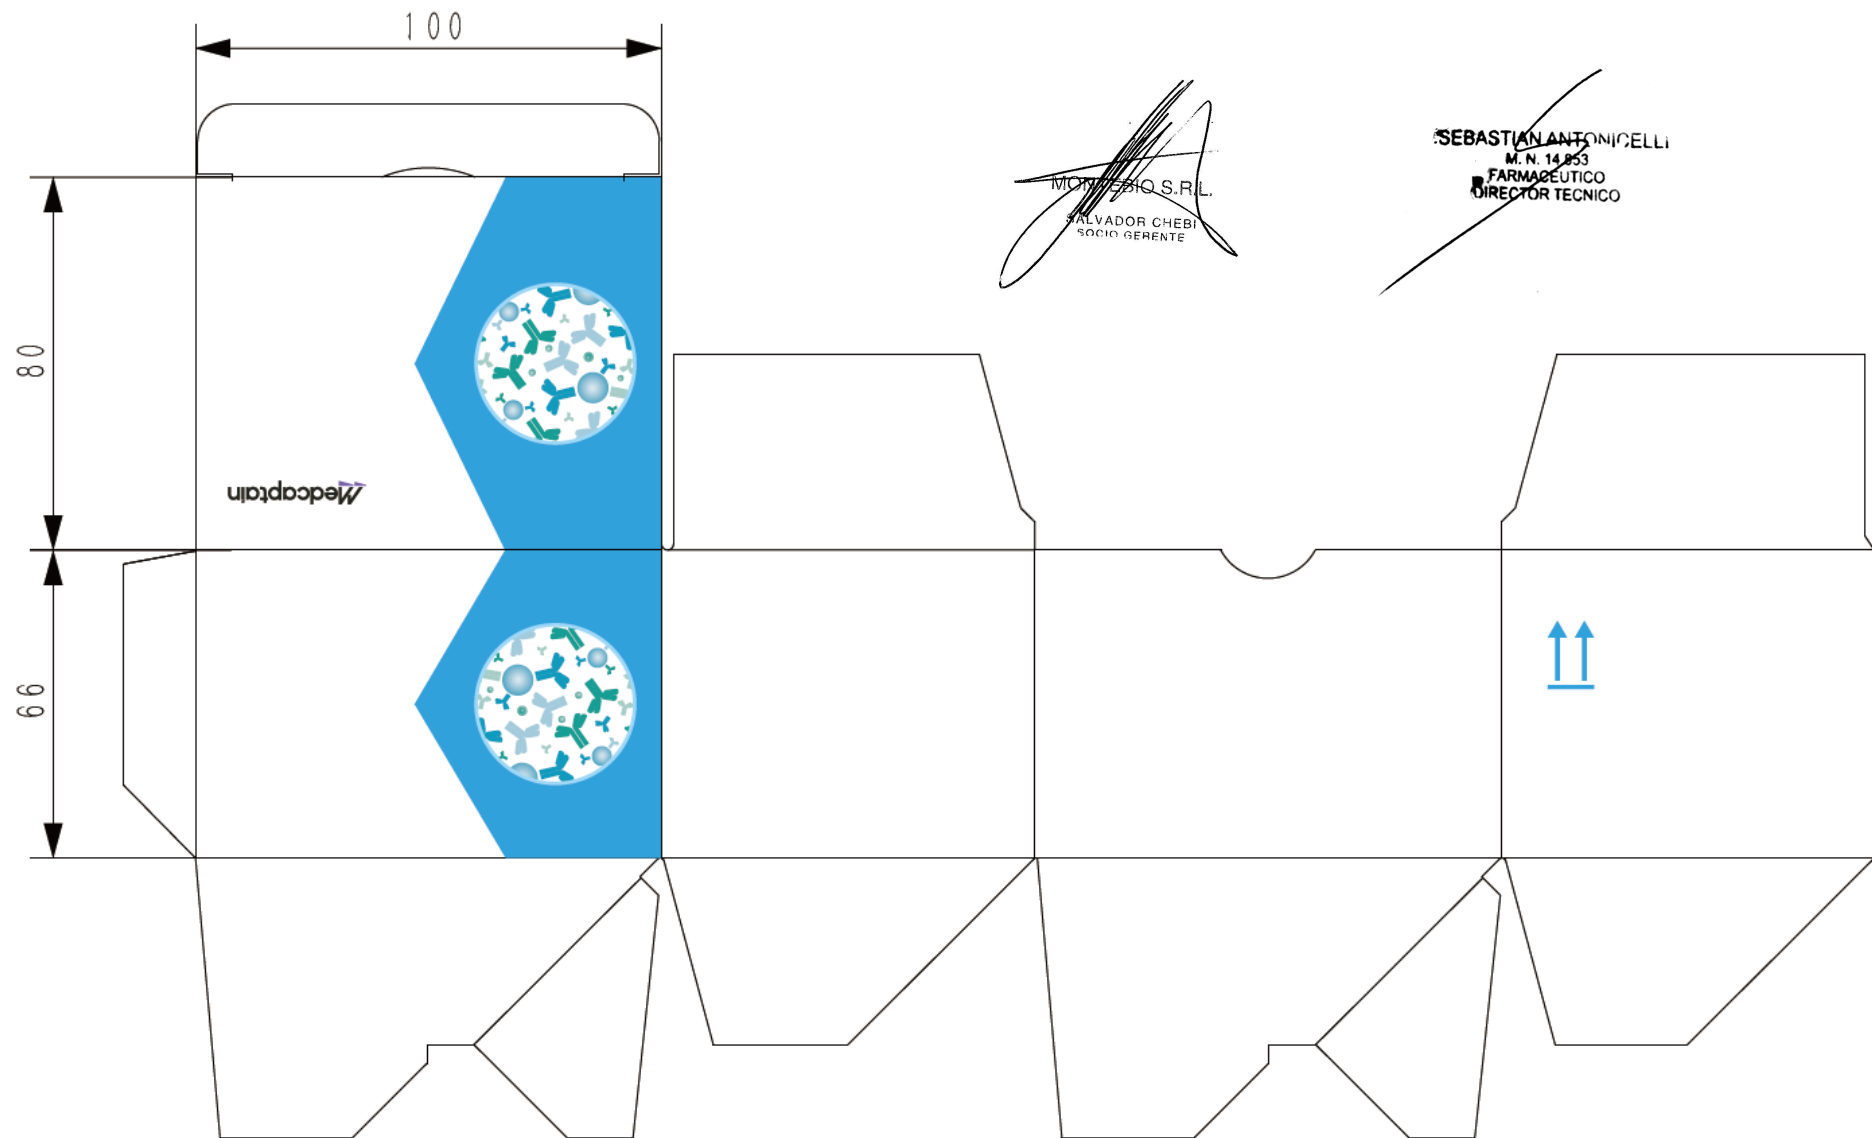 100
MONTEBIO S.R.L.
SALVADOR CHEBI
SOCIO GERENTE
SEBASTIAN ANTONICELLI
M. N. 14.853
FARMACEUTICO
DIRECTOR TECNICO
80
Medcaptain
66